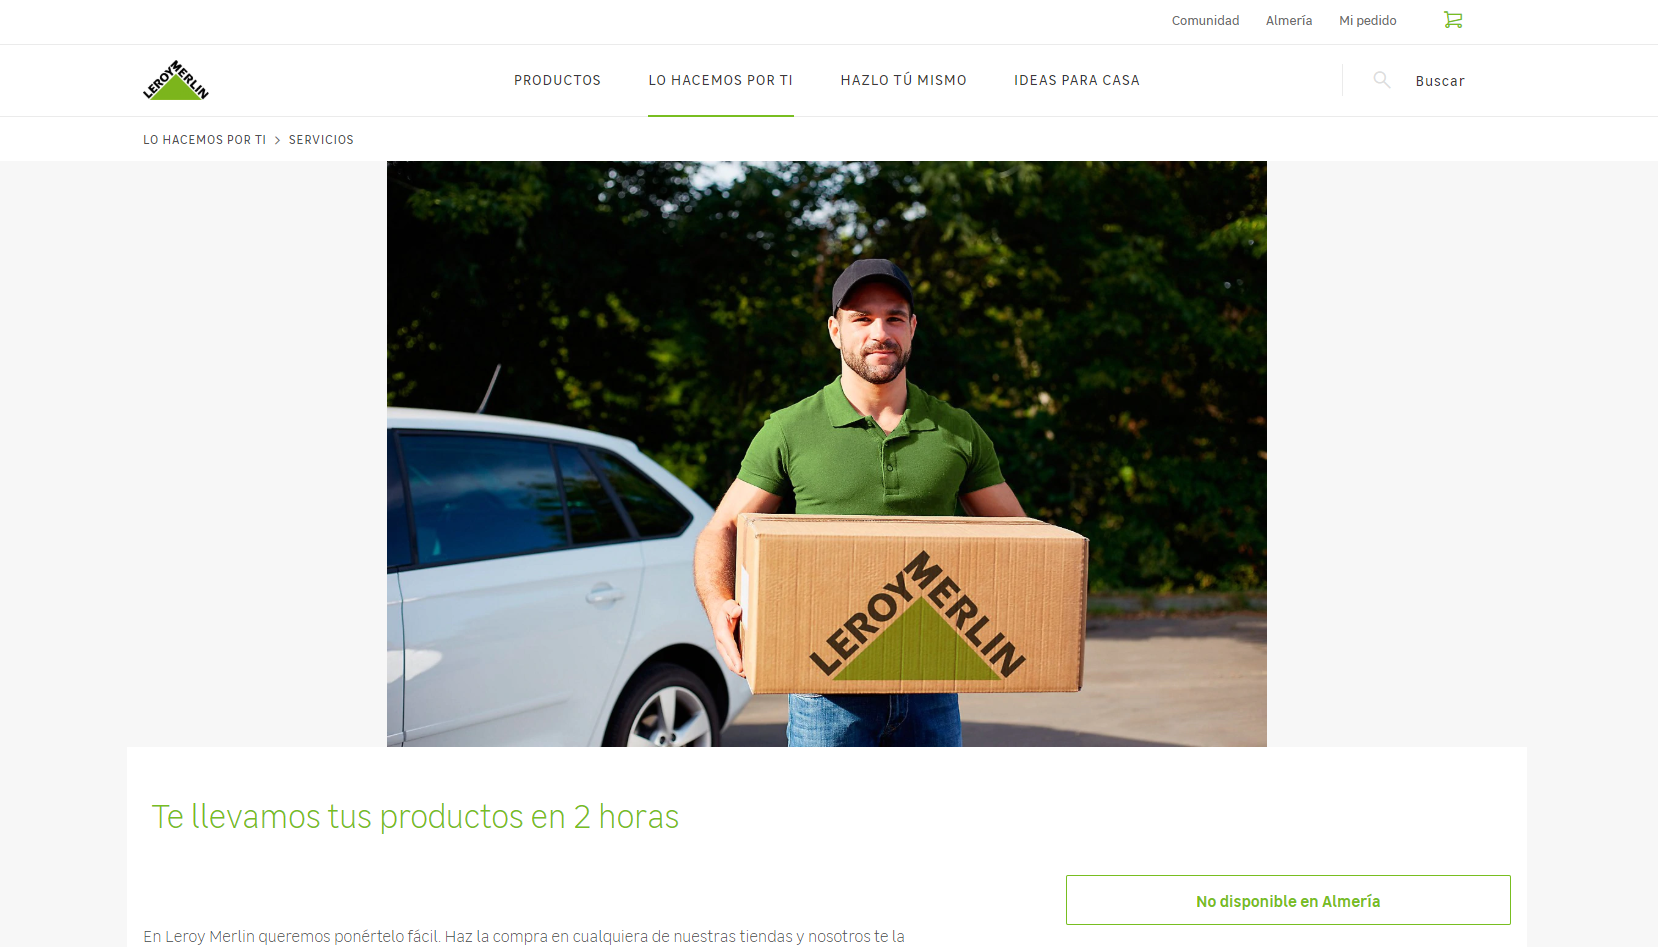 Comunidad Almería Mi pedido
LEROY MERLIN
PRODUCTOS LO HACEMOS POR TI HAZLO TÚ MISMO IDEAS PARA CASA Buscar
LO HACEMOS POR TI > SERVICIOS
LEROY MERLIN
Te llevamos tus productos en 2 horas
No disponible en Almería
En Leroy Merlin queremos ponértelo fácil. Haz la compra en cualquiera de nuestras tiendas y nosotros te la